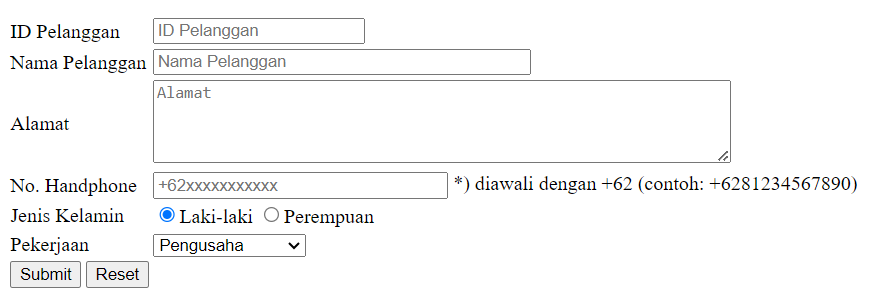 ID Pelanggan ID Pelanggan
Nama Pelanggan Nama Pelanggan
Alamat Alamat
No. Handphone +62xxxxxxxxxxx *) diawali dengan +62 (contoh: +6281234567890)
Jenis Kelamin Laki-laki Perempuan
Pekerjaan Pengusaha
Submit Reset